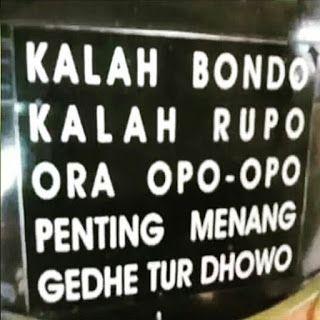 KALAH BONDO
KALAH RUPO
ORA OPO-OPO
PENTING MENANG
GEDHE TUR DHOWO